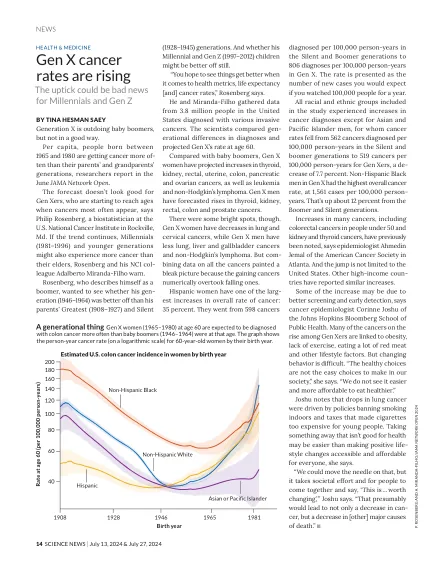 NEWS
HEALTH & MEDICINE
Gen X cancer
rates are rising
The uptick could be bad news
for Millennials and Gen Z
BY TINA HESMAN SAEY
Generation X is outdoing baby boomers,
but not in a good way.
Per capita, people born between
1965 and 1980 are getting cancer more of-
ten than their parents' and grandparents'
generations, researchers report in the
June JAMA Network Open.
The forecast doesn't look good for
Gen Xers, who are starting to reach ages
when cancers most often appear, says
Philip Rosenberg, a biostatistician at the
U.S. National Cancer Institute in Rockville,
Md. If the trend continues, Millennials
(1981–1996) and younger generations
might also experience more cancer than
their elders, Rosenberg and his NCI col-
league Adalberto Miranda-Filho warn.
Rosenberg, who describes himself as a
boomer, wanted to see whether his gen-
eration (1946–1964) was better off than his
parents' Greatest (1908–1927) and Silent
(1928–1945) generations. And whether his
Millennial and Gen Z (1997–2012) children
might be better off still.
"You hope to see things get better when
it comes to health metrics, life expectancy
[and] cancer rates," Rosenberg says.
He and Miranda-Filho gathered data
from 3.8 million people in the United
States diagnosed with various invasive
cancers. The scientists compared gen-
erational differences in diagnoses and
projected Gen X's rate at age 60.
Compared with baby boomers, Gen X
women have projected increases in thyroid,
kidney, rectal, uterine, colon, pancreatic
and ovarian cancers, as well as leukemia
and non-Hodgkin's lymphoma. Gen X men
have forecasted rises in thyroid, kidney,
rectal, colon and prostate cancers.
There were some bright spots, though.
Gen X women have decreases in lung and
cervical cancers, while Gen X men have
less lung, liver and gallbladder cancers
and non-Hodgkin's lymphoma. But com-
bining data on all the cancers painted a
bleak picture because the gaining cancers
numerically overtook falling ones.
Hispanic women have one of the larg-
est increases in overall rate of cancer:
35 percent. They went from 598 cancers
diagnosed per 100,000 person-years in
the Silent and Boomer generations to
806 diagnoses per 100,000 person-years
in Gen X. The rate is presented as the
number of new cases you would expect
if you watched 100,000 people for a year.
All racial and ethnic groups included
in the study experienced increases in
cancer diagnoses except for Asian and
Pacific Islander men, for whom cancer
rates fell from 562 cancers diagnosed per
100,000 person-years in the Silent and
boomer generations to 519 cancers per
100,000 person-years for Gen Xers, a de-
crease of 7.7 percent. Non-Hispanic Black
men in Gen X had the highest overall cancer
rate, at 1,561 cases per 100,000 person-
years. That's up about 12 percent from the
Boomer and Silent generations.
Increases in many cancers, including
colorectal cancers in people under 50 and
kidney and thyroid cancers, have previously
been noted, says epidemiologist Ahmedin
Jemal of the American Cancer Society in
Atlanta. And the jump is not limited to the
United States. Other high-income coun-
tries have reported similar increases.
Some of the increase may be due to
better screening and early detection, says
cancer epidemiologist Corinne Joshu of
the Johns Hopkins Bloomberg School of
Public Health. Many of the cancers on the
rise among Gen Xers are linked to obesity,
lack of exercise, eating a lot of red meat
and other lifestyle factors. But changing
behavior is difficult. "The healthy choices
are not the easy choices to make in our
society," she says. "We do not see it easier
and more affordable to eat healthier."
Joshu notes that drops in lung cancer
were driven by policies banning smoking
indoors and taxes that made cigarettes
too expensive for young people. Taking
something away that isn't good for health
may be easier than making positive life-
style changes accessible and affordable
for everyone, she says.
"We could move the needle on that, but
it takes societal effort and for people to
come together and say, 'This is ... worth
changing,'" Joshu says. "That presumably
would lead to not only a decrease in can-
cer, but a decrease in [other] major causes
of death."
A generational thing Gen X women (1965–1980) at age 60 are expected to be diagnosed
with colon cancer more often than baby boomers (1946–1964) were at that age. The graph shows
the person-year cancer rate (on a logarithmic scale) for 60-year-old women by their birth year.
Estimated U.S. colon cancer incidence in women by birth year
Rate at age 60 (per 100,000 person-years)
200
180
160
140
120
100
80
60
40
20
Non-Hispanic Black
Non-Hispanic White
Hispanic
Asian or Pacific Islander
1908
1928
1946
1965
1981
Birth year
14 SCIENCE NEWS | July 13, 2024 & July 27, 2024